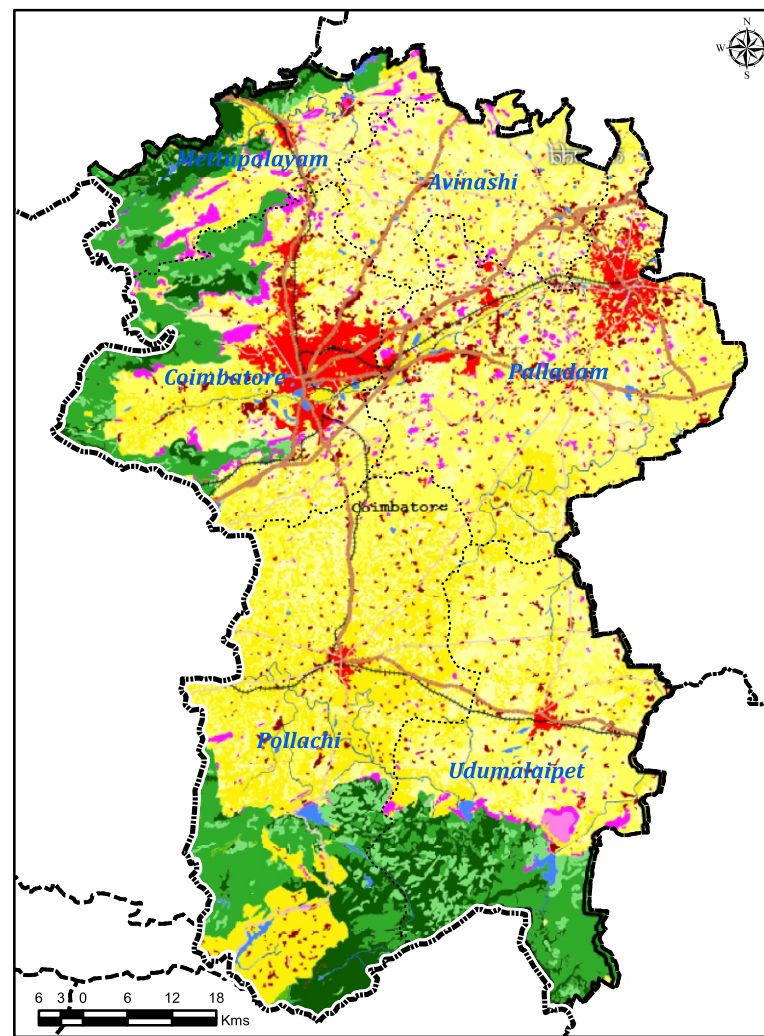 N
W
E
S
Mettupalayam
Avinashi
Coimbatore
Palladam
Coimbatore
Pollachi
Udumalaipet
6 3 0 6 12 18
Kms